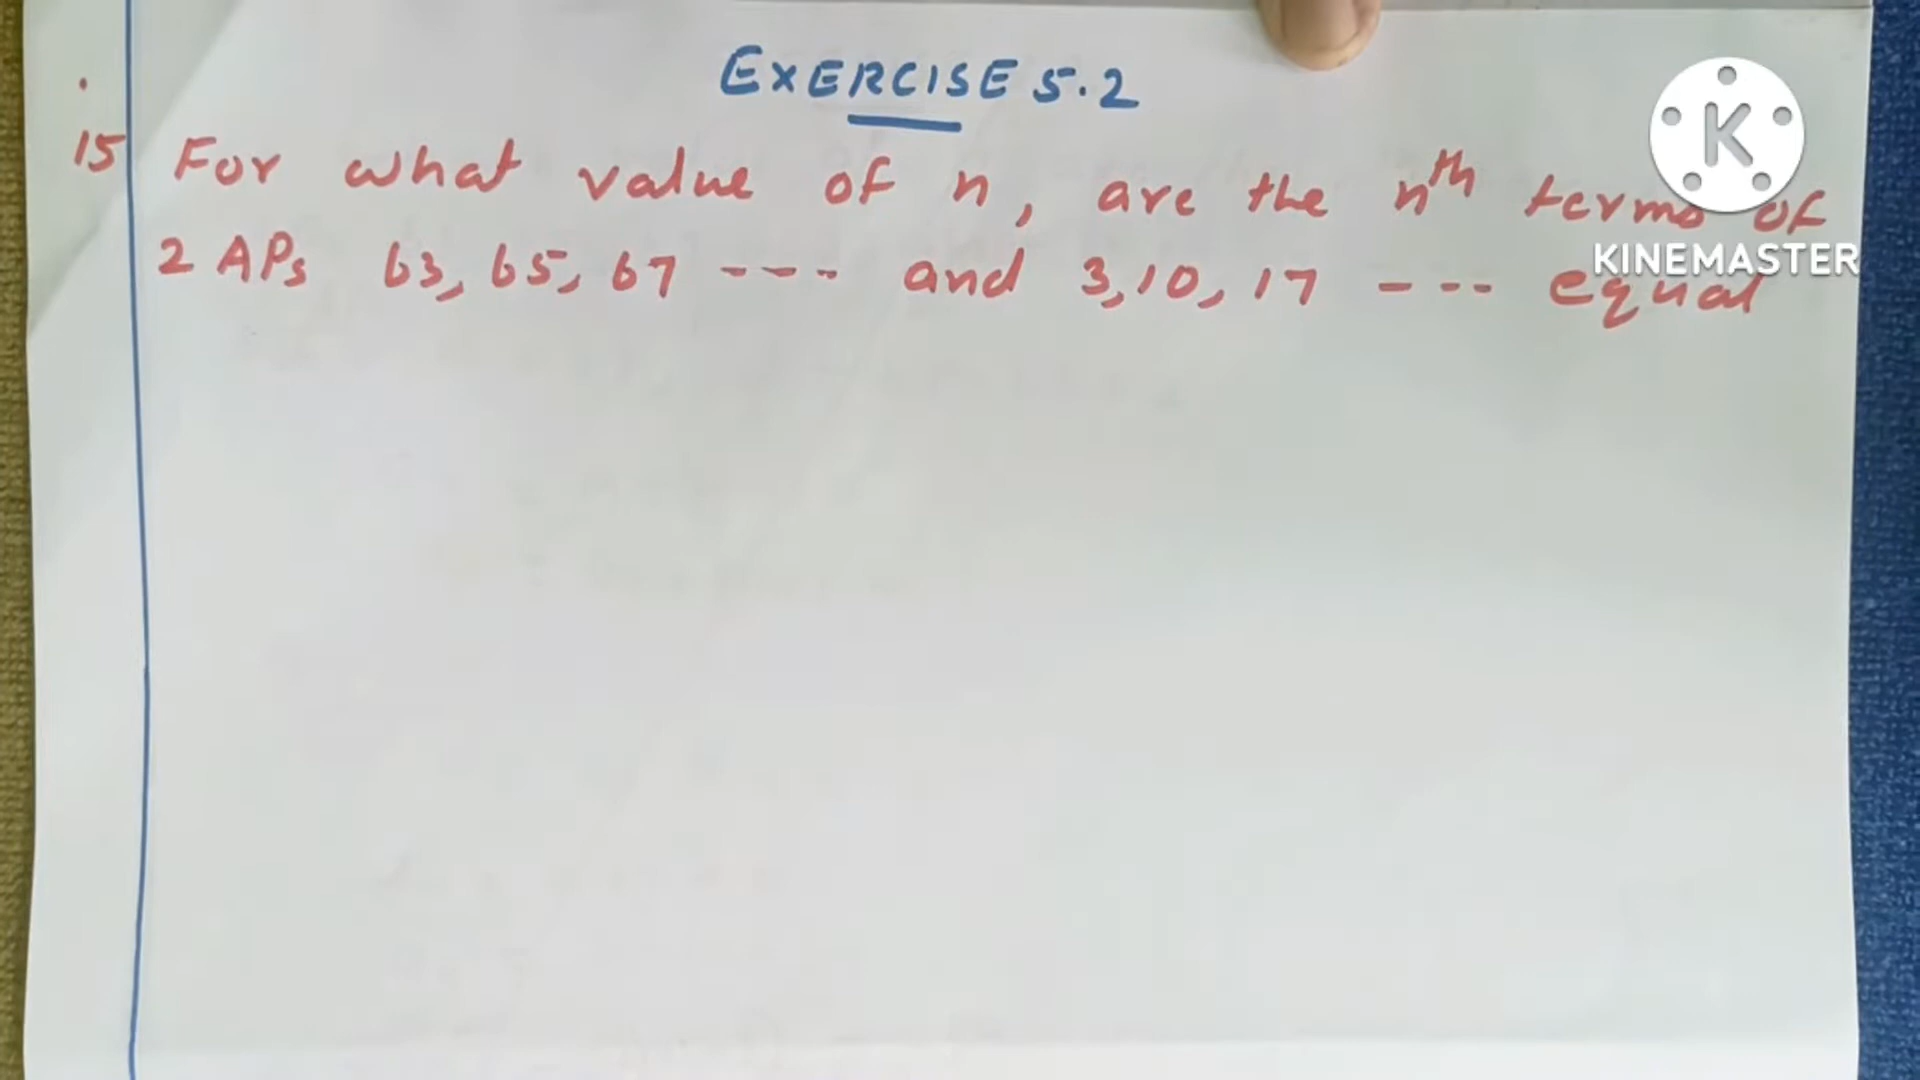 EXERCISE 5.2
15 For what value of n, are the nth terms of
2 APs 63, 65, 67 ---- and 3, 10, 17 ---- equal
K
KINEMASTER